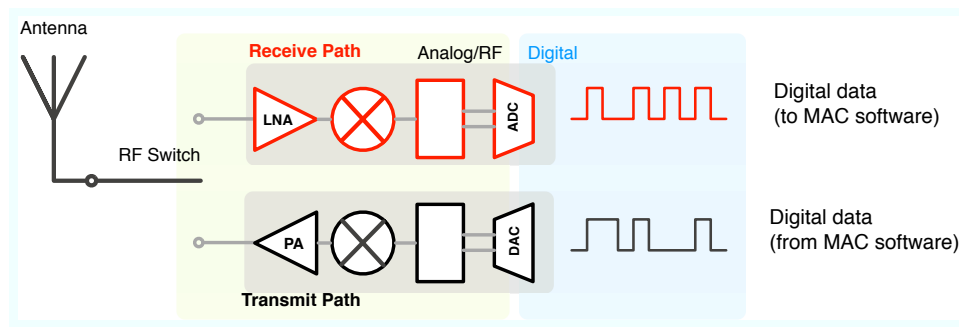 Antenna
Receive Path
Analog/RF
Digital
LNA
ADC
Digital data
(to MAC software)
RF Switch
PA
DAC
Digital data
(from MAC software)
Transmit Path